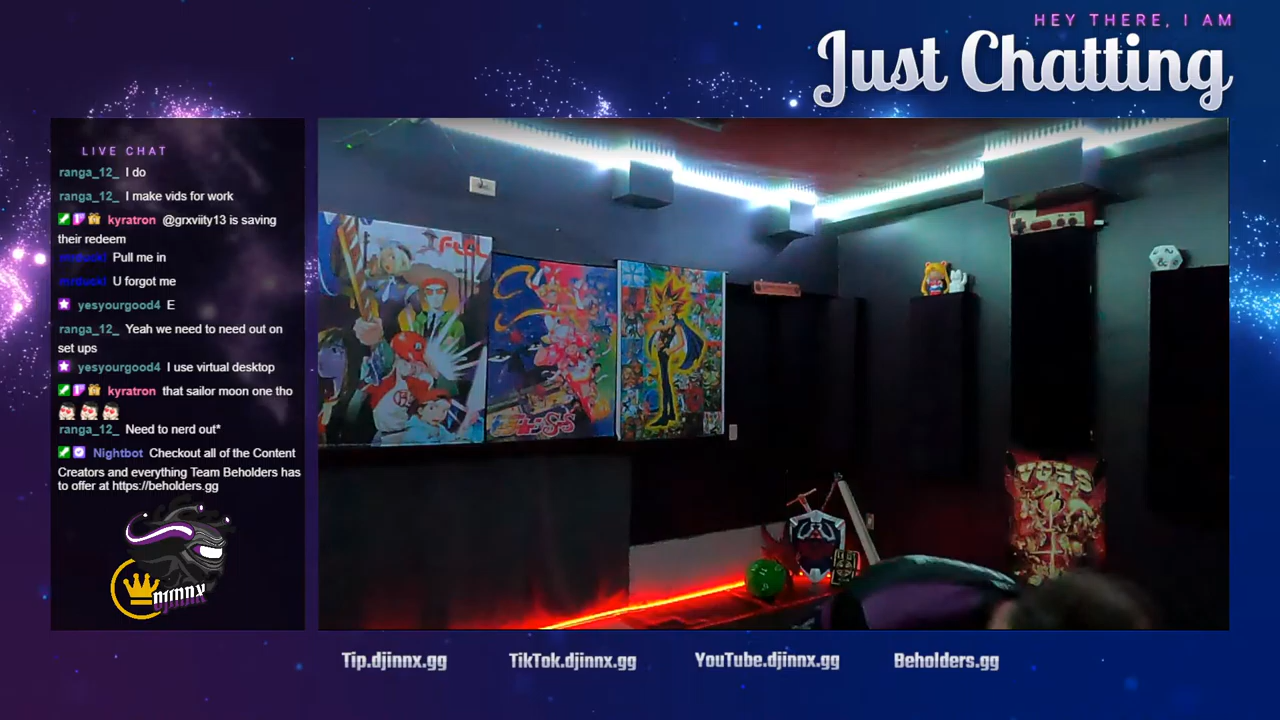 HEY THERE, I AM
Just Chatting
LIVE CHAT
ranga_12_ I do
ranga_12_ I make vids for work
kyratron @grxviity13 is saving
their redeem
Pull me in
U forgot me
yesyourgood4 E
ranga_12_ Yeah we need to need out on
set ups
yesyourgood4 I use virtual desktop
kyratron that sailor moon one tho
ranga_12_ Need to nerd out*
Nightbot Checkout all of the Content
Creators and everything Team Beholders has
to offer at https://beholders.gg
DJINNX
FLCL
Tip.djinnx.gg
TikTok.djinnx.gg
YouTube.djinnx.gg
Beholders.gg